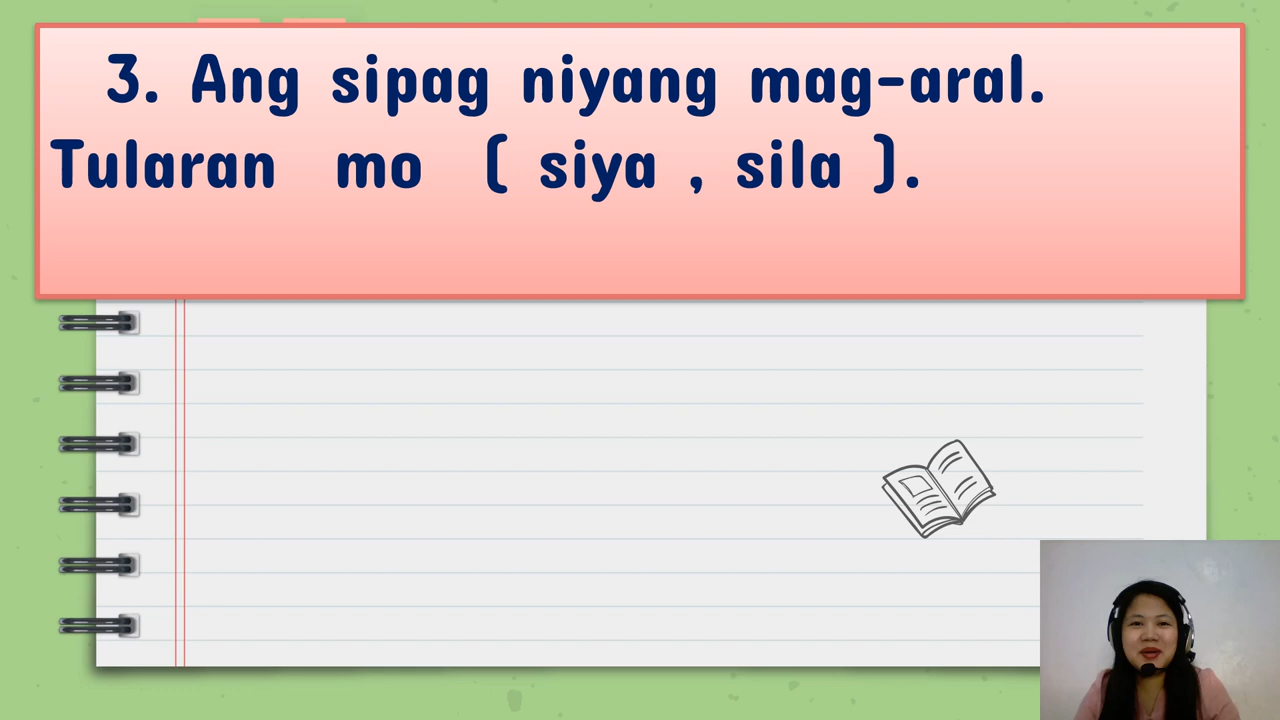 3. Ang sipag niyang mag-aral.
Tularan mo ( siya , sila ).